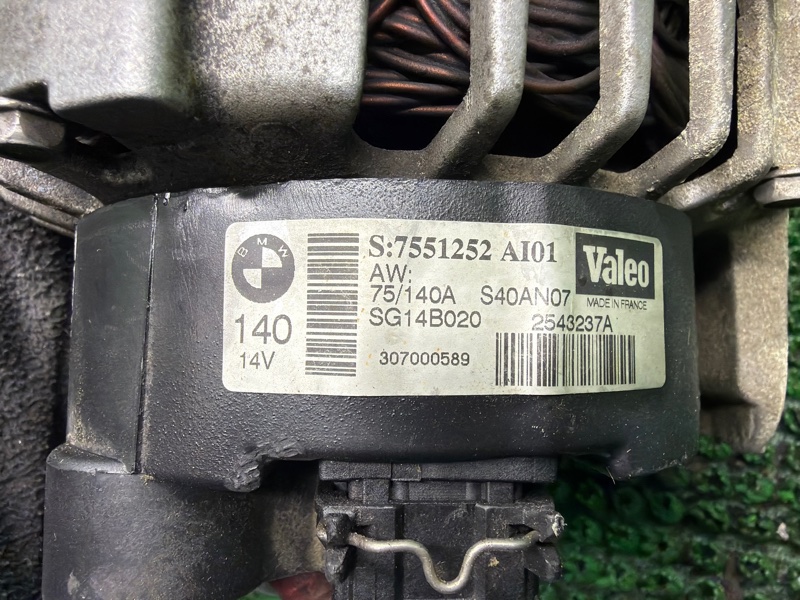 BMW
140
14V
S:7551252 AI01
AW:
75/140A S40AN07
SG14B020
307000589
Valeo
MADE IN FRANCE
2543237A